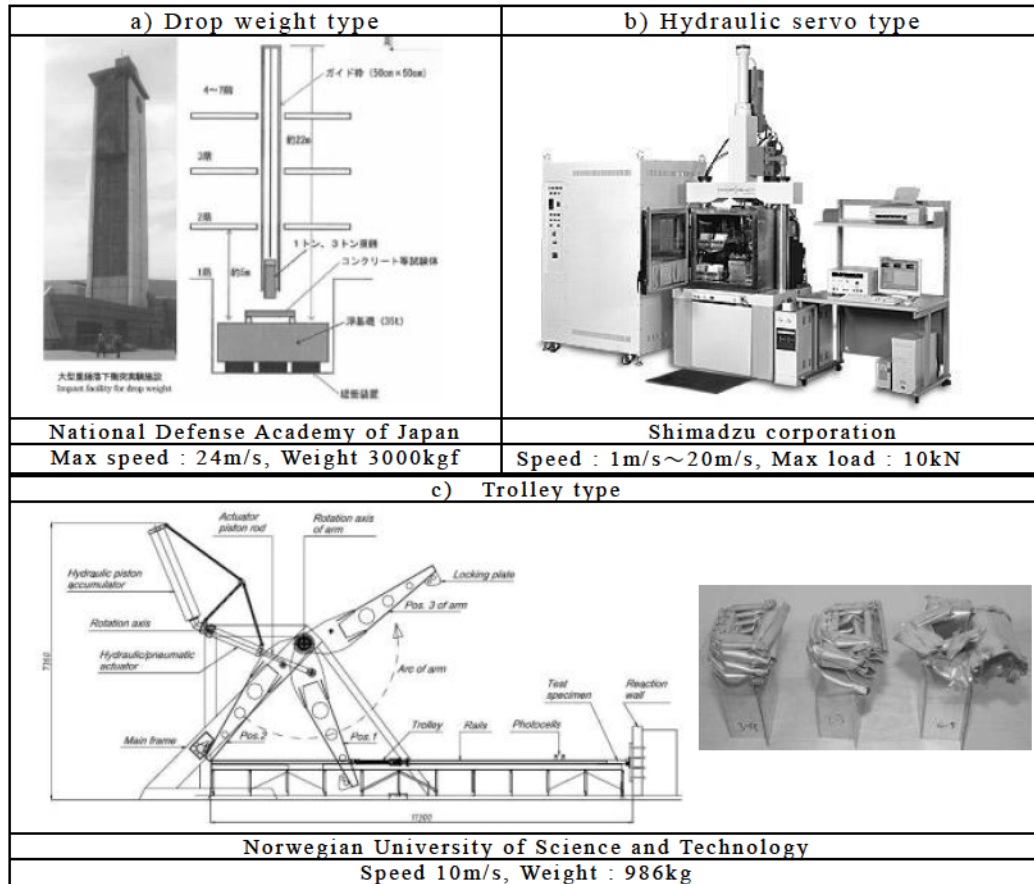 a) Drop weight type
b) Hydraulic servo type
ガイド枠 (50cm×50cm)
4～7階
約22m
3階
2階
1トン、3トン重錘
コンクリート等試験体
1階
約5m
浮基礎 (35t)
緩衝装置
大型重錘落下衝突実験施設
Impact facility for drop weight
National Defense Academy of Japan
Shimadzu corporation
Max speed : 24m/s, Weight 3000kgf
Speed : 1m/s～20m/s, Max load : 10kN
c) Trolley type
Actuator
piston rod
Rotation axis
of arm
Hydraulic piston
accumulator
Locking plate
Pos. 3 of arm
Rotation axis
Hydraulic/pneumatic
actuator
Arc of arm
7350
Test
specimen
Reaction
wall
Main frame
Pos.2
Pos.1
Trolley
Rails
Photocells
17300
Norwegian University of Science and Technology
Speed 10m/s, Weight : 986kg